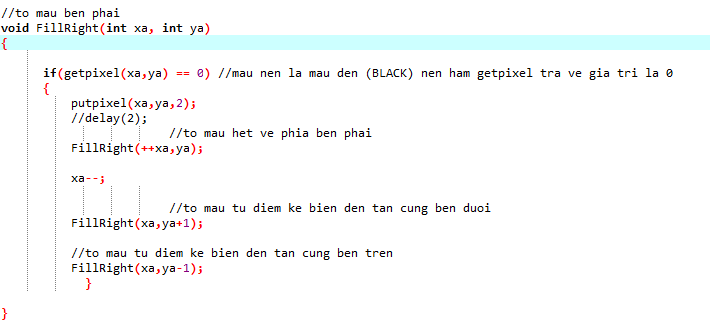 //to mau ben phai
void FillRight(int xa, int ya)
{
if(getpixel(xa,ya) == 0) //mau nen la mau den (BLACK) nen ham getpixel tra ve gia tri la 0
{
putpixel(xa,ya,2);
//delay(2);
//to mau het ve phia ben phai
FillRight(++xa,ya);
xa--;
//to mau tu diem ke bien den tan cung ben duoi
FillRight(xa,ya+1);
//to mau tu diem ke bien den tan cung ben tren
FillRight(xa,ya-1);
}
}